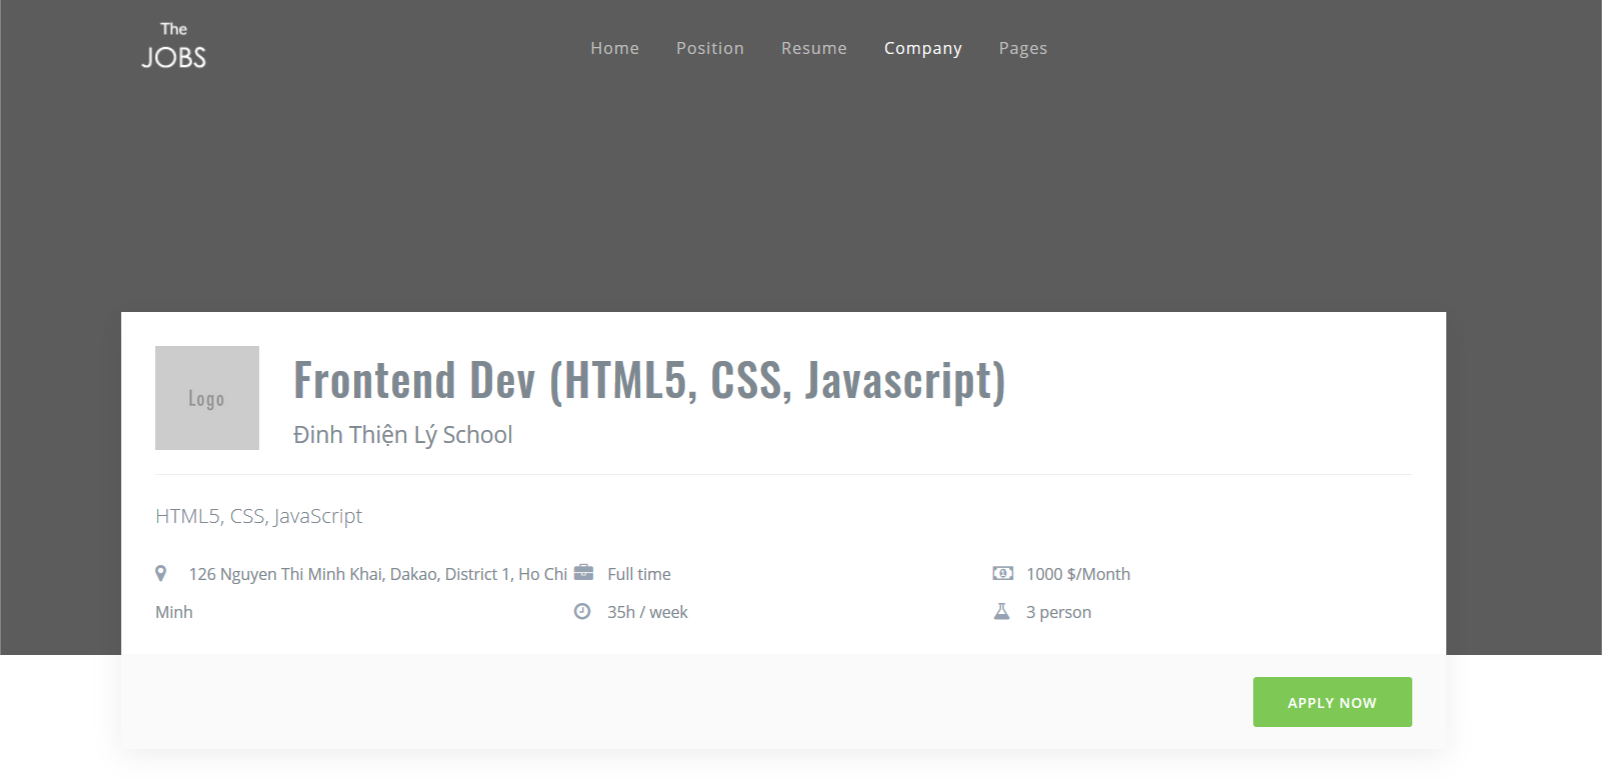 The
JOBS
Home Position Resume Company Pages
Logo
Frontend Dev (HTML5, CSS, Javascript)
Đinh Thiện Lý School
HTML5, CSS, JavaScript
126 Nguyen Thi Minh Khai, Dakao, District 1, Ho Chi
Minh
Full time
35h / week
1000 $/Month
3 person
APPLY NOW